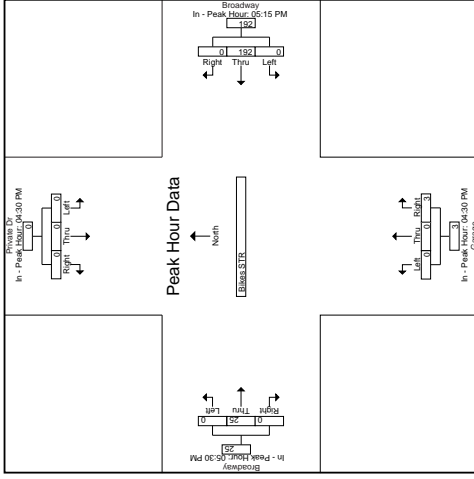 Broadway
In - Peak Hour: 05:15 PM
192
0 192 0
Right Thru Left
Private Dr
In - Peak Hour: 04:30 PM
0
0 0 0
Left Thru Right
Peak Hour Data
North
Bikes STR
Right Thru Left
3 0 0
3
In - Peak Hour: 04:30 PM
Left Thru Right
0 25 0
25
In - Peak Hour: 05:30 PM
Broadway